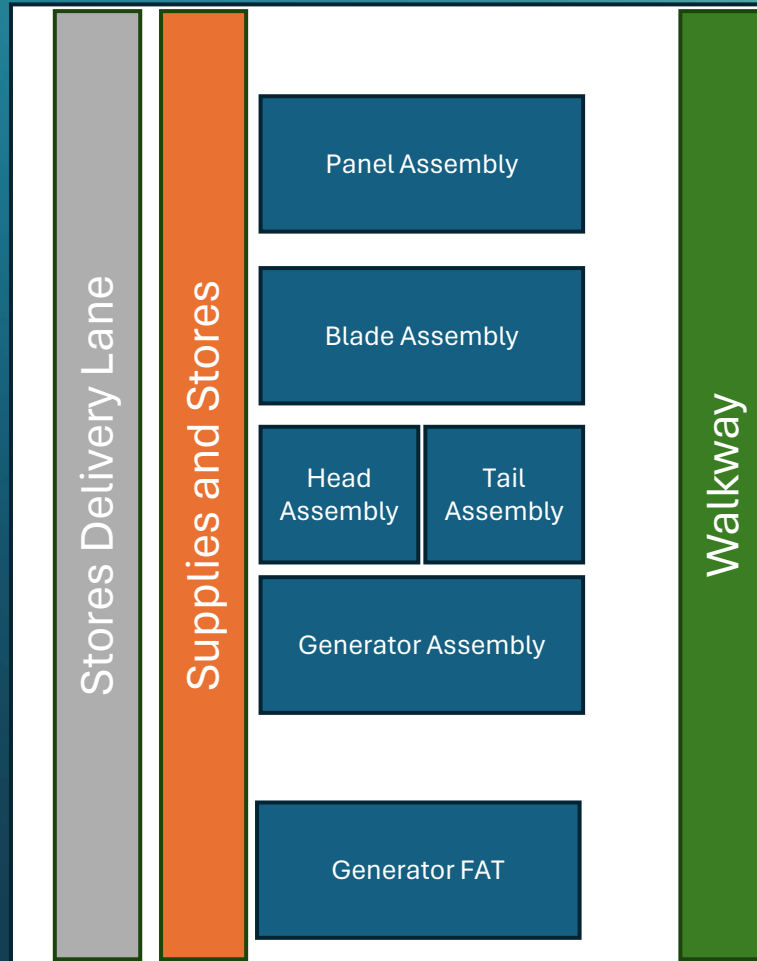 Stores Delivery Lane
Supplies and Stores
Panel Assembly
Blade Assembly
Head
Assembly
Tail
Assembly
Generator Assembly
Generator FAT
Walkway